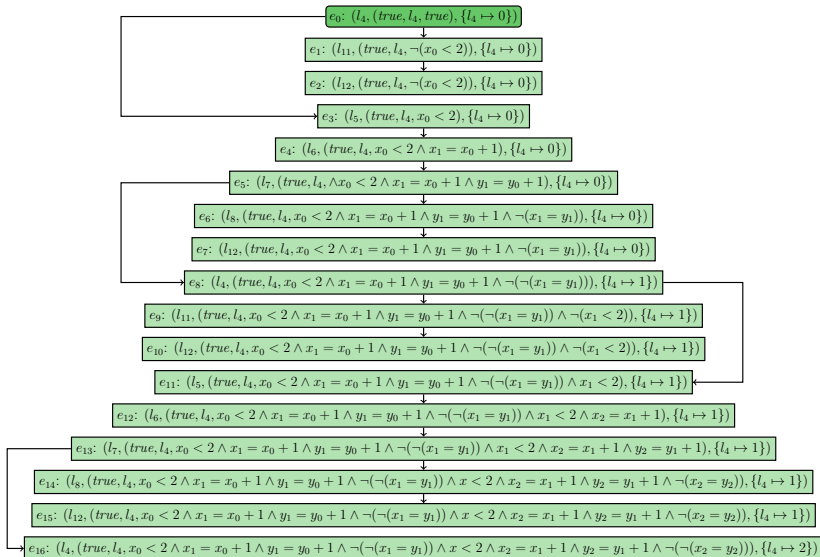 e₀: (l₄, (true, l₄, true), {l₄ ↦ 0})
e₁: (l₁₁, (true, l₄, ¬(x₀ < 2)), {l₄ ↦ 0})
e₂: (l₁₂, (true, l₄, ¬(x₀ < 2)), {l₄ ↦ 0})
e₃: (l₅, (true, l₄, x₀ < 2), {l₄ ↦ 0})
e₄: (l₆, (true, l₄, x₀ < 2 ∧ x₁ = x₀ + 1), {l₄ ↦ 0})
e₅: (l₇, (true, l₄, ∧x₀ < 2 ∧ x₁ = x₀ + 1 ∧ y₁ = y₀ + 1), {l₄ ↦ 0})
e₆: (l₈, (true, l₄, x₀ < 2 ∧ x₁ = x₀ + 1 ∧ y₁ = y₀ + 1 ∧ ¬(x₁ = y₁)), {l₄ ↦ 0})
e₇: (l₁₂, (true, l₄, x₀ < 2 ∧ x₁ = x₀ + 1 ∧ y₁ = y₀ + 1 ∧ ¬(x₁ = y₁)), {l₄ ↦ 0})
e₈: (l₄, (true, l₄, x₀ < 2 ∧ x₁ = x₀ + 1 ∧ y₁ = y₀ + 1 ∧ ¬(¬(x₁ = y₁))), {l₄ ↦ 1})
e₉: (l₁₁, (true, l₄, x₀ < 2 ∧ x₁ = x₀ + 1 ∧ y₁ = y₀ + 1 ∧ ¬(¬(x₁ = y₁)) ∧ ¬(x₁ < 2)), {l₄ ↦ 1})
e₁₀: (l₁₂, (true, l₄, x₀ < 2 ∧ x₁ = x₀ + 1 ∧ y₁ = y₀ + 1 ∧ ¬(¬(x₁ = y₁)) ∧ ¬(x₁ < 2)), {l₄ ↦ 1})
e₁₁: (l₅, (true, l₄, x₀ < 2 ∧ x₁ = x₀ + 1 ∧ y₁ = y₀ + 1 ∧ ¬(¬(x₁ = y₁)) ∧ x₁ < 2), {l₄ ↦ 1})
e₁₂: (l₆, (true, l₄, x₀ < 2 ∧ x₁ = x₀ + 1 ∧ y₁ = y₀ + 1 ∧ ¬(¬(x₁ = y₁)) ∧ x₁ < 2 ∧ x₂ = x₁ + 1), {l₄ ↦ 1})
e₁₃: (l₇, (true, l₄, x₀ < 2 ∧ x₁ = x₀ + 1 ∧ y₁ = y₀ + 1 ∧ ¬(¬(x₁ = y₁)) ∧ x₁ < 2 ∧ x₂ = x₁ + 1 ∧ y₂ = y₁ + 1), {l₄ ↦ 1})
e₁₄: (l₈, (true, l₄, x₀ < 2 ∧ x₁ = x₀ + 1 ∧ y₁ = y₀ + 1 ∧ ¬(¬(x₁ = y₁)) ∧ x < 2 ∧ x₂ = x₁ + 1 ∧ y₂ = y₁ + 1 ∧ ¬(x₂ = y₂)), {l₄ ↦ 1})
e₁₅: (l₁₂, (true, l₄, x₀ < 2 ∧ x₁ = x₀ + 1 ∧ y₁ = y₀ + 1 ∧ ¬(¬(x₁ = y₁)) ∧ x < 2 ∧ x₂ = x₁ + 1 ∧ y₂ = y₁ + 1 ∧ ¬(x₂ = y₂)), {l₄ ↦ 1})
e₁₆: (l₄, (true, l₄, x₀ < 2 ∧ x₁ = x₀ + 1 ∧ y₁ = y₀ + 1 ∧ ¬(¬(x₁ = y₁)) ∧ x < 2 ∧ x₂ = x₁ + 1 ∧ y₂ = y₁ + 1 ∧ ¬(¬(x₂ = y₂))), {l₄ ↦ 2})